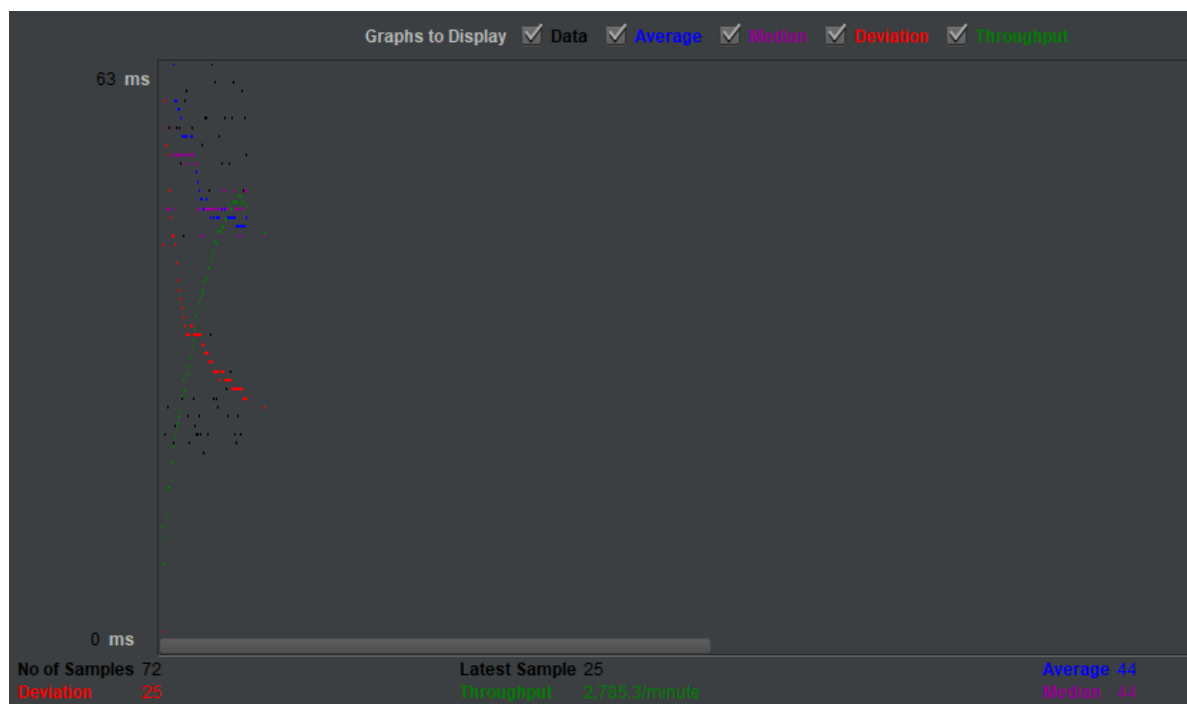 Graphs to Display Data Average Median Deviation Throughput
63 ms
0 ms
No of Samples 72 Latest Sample 25 Average 44
Deviation 25 Throughput 2,785.3/minute Median 44